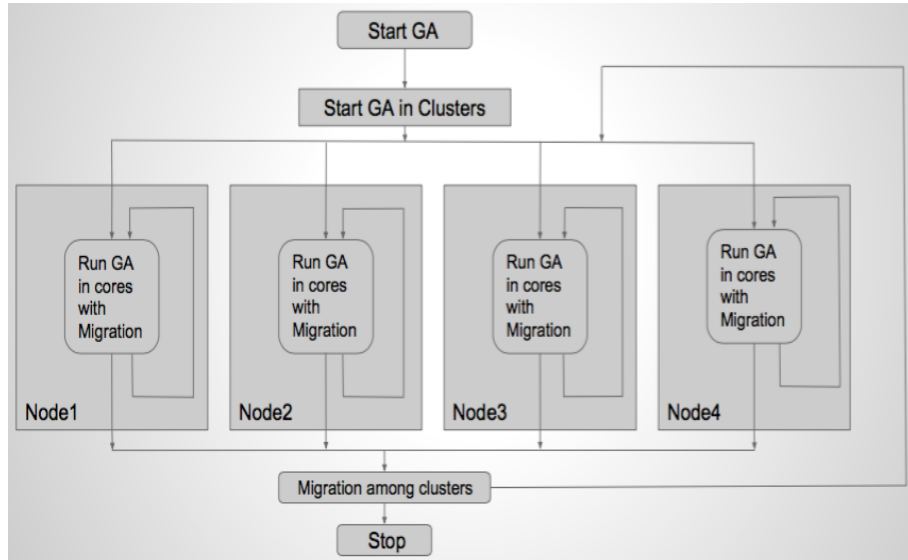 Start GA
Start GA in Clusters
Run GA
in cores
with
Migration
Node1
Run GA
in cores
with
Migration
Node2
Run GA
in cores
with
Migration
Node3
Run GA
in cores
with
Migration
Node4
Migration among clusters
Stop